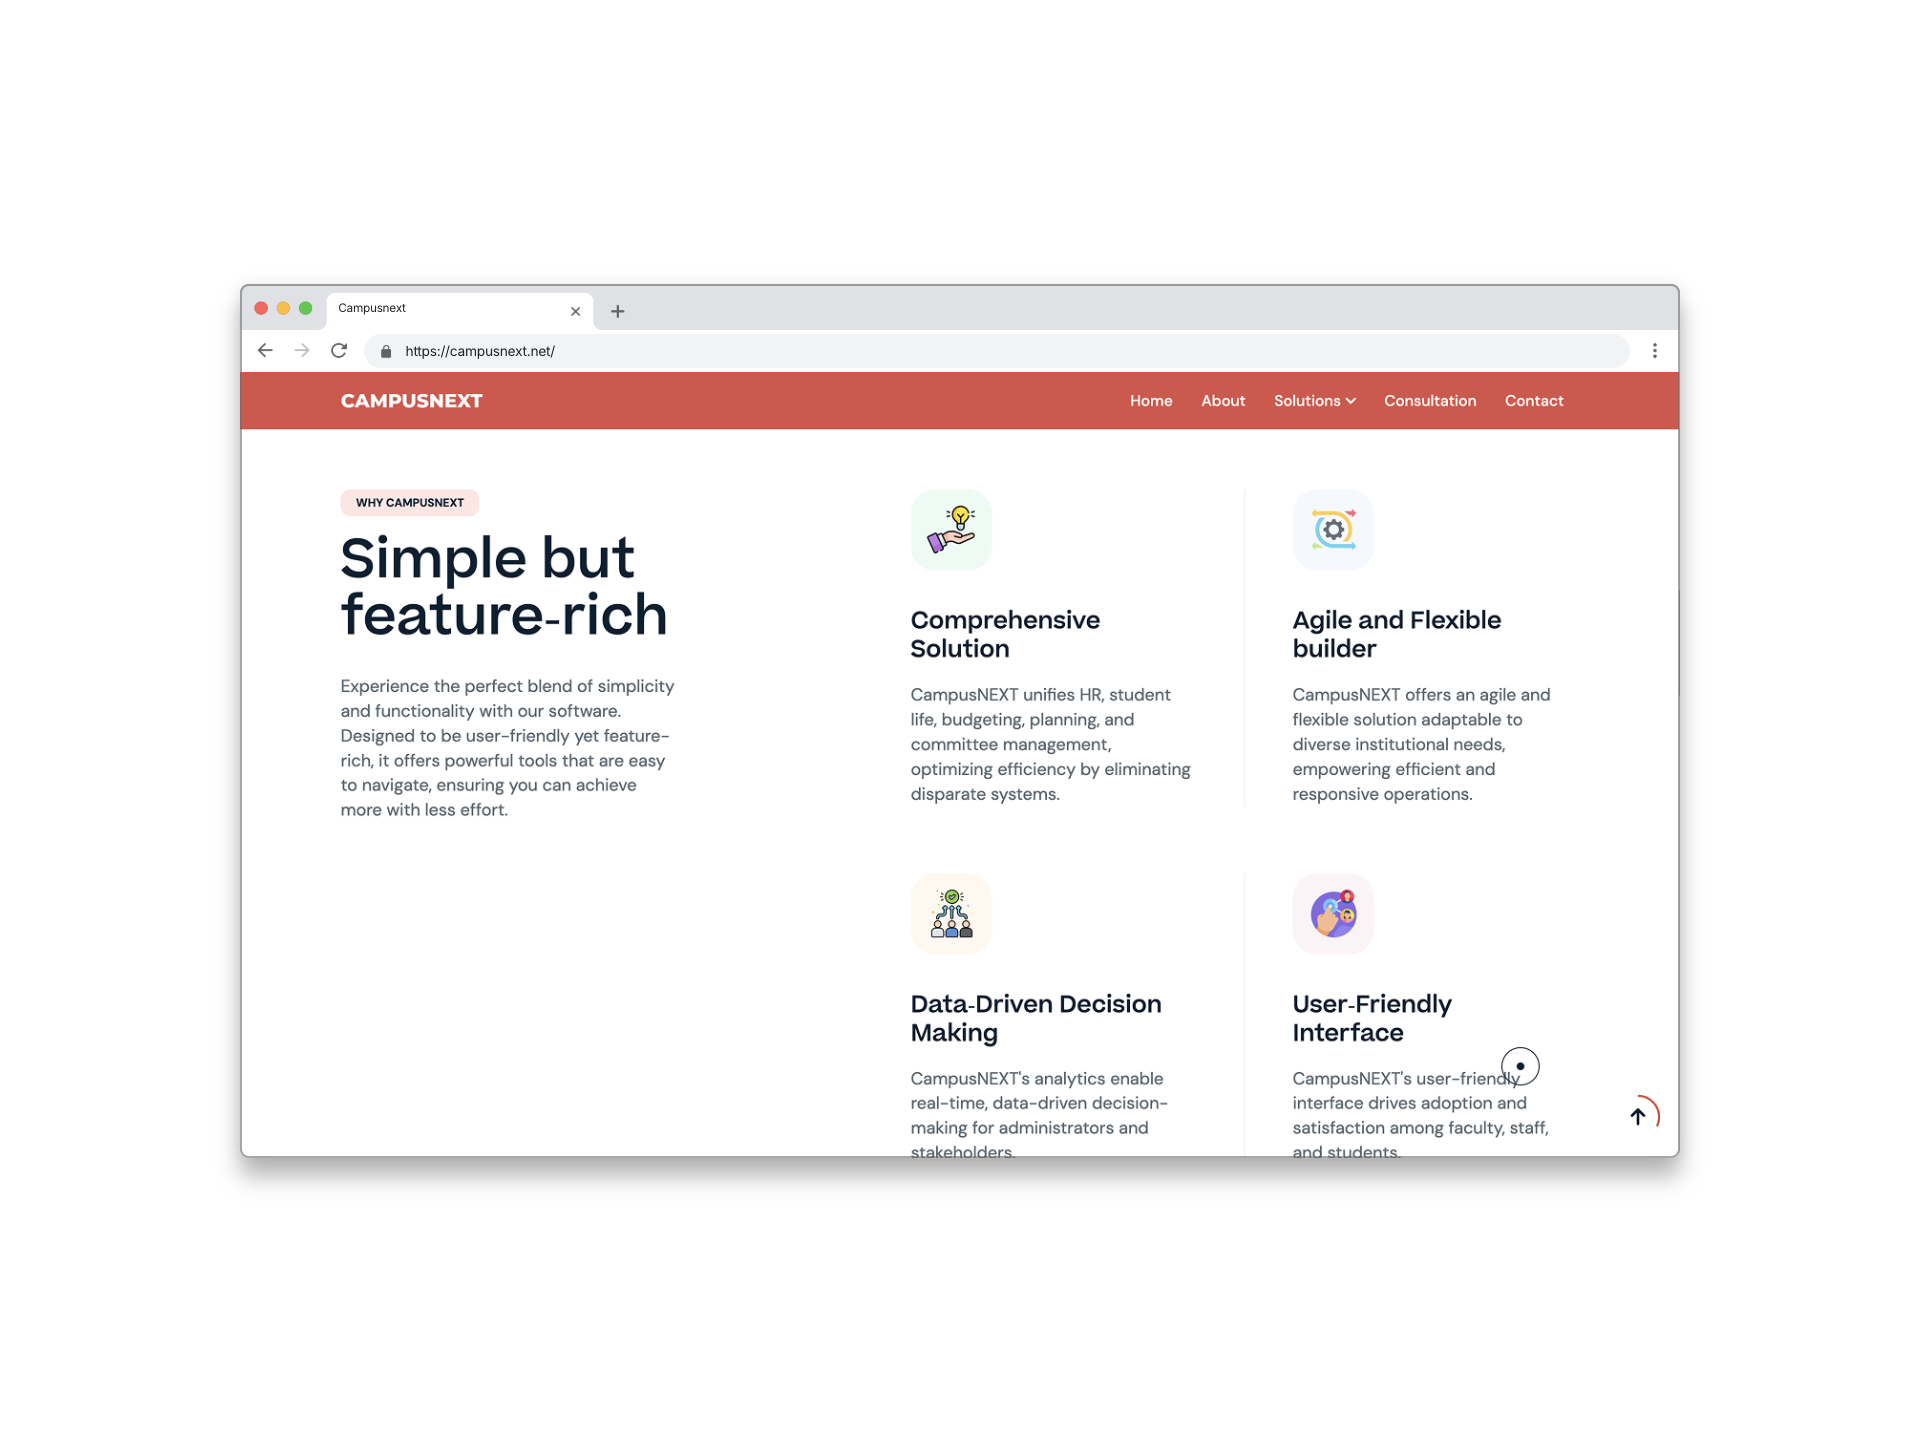 Campusnext
https://campusnext.net/
CAMPUSNEXT
Home
About
Solutions
Consultation
Contact
WHY CAMPUSNEXT
Simple but
feature-rich
Experience the perfect blend of simplicity
and functionality with our software.
Designed to be user-friendly yet feature-
rich, it offers powerful tools that are easy
to navigate, ensuring you can achieve
more with less effort.
Comprehensive
Solution
CampusNEXT unifies HR, student
life, budgeting, planning, and
committee management,
optimizing efficiency by eliminating
disparate systems.
Agile and Flexible
builder
CampusNEXT offers an agile and
flexible solution adaptable to
diverse institutional needs,
empowering efficient and
responsive operations.
Data-Driven Decision
Making
CampusNEXT's analytics enable
real-time, data-driven decision-
making for administrators and
stakeholders.
User-Friendly
Interface
CampusNEXT's user-friendly
interface drives adoption and
satisfaction among faculty, staff,
and students.